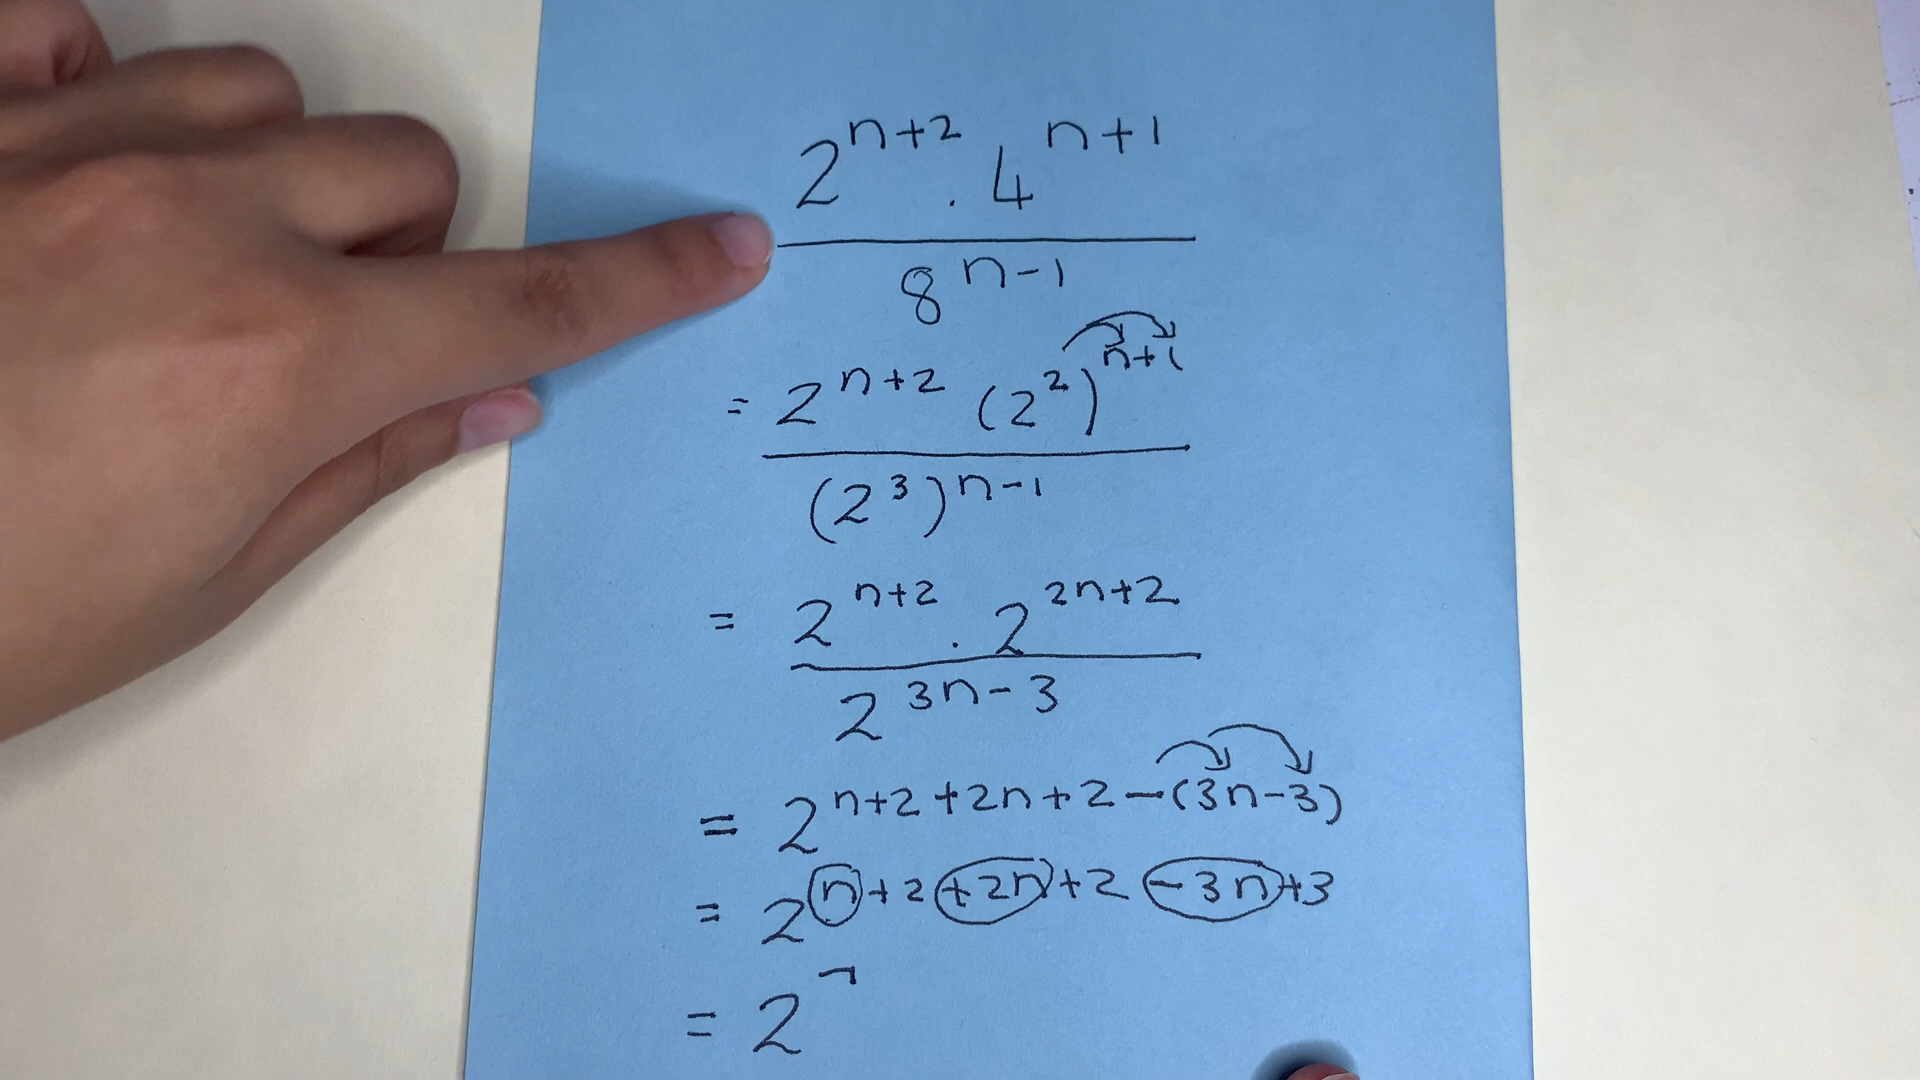 2^(n+2) . 4^(n+1)
8^(n-1)
= 2^(n+2) (2^2)^(n+1)
(2^3)^(n-1)
= 2^(n+2) . 2^(2n+2)
2^(3n-3)
= 2^(n+2+2n+2-(3n-3))
= 2^(n+2+2n+2-3n+3)
= 2^7